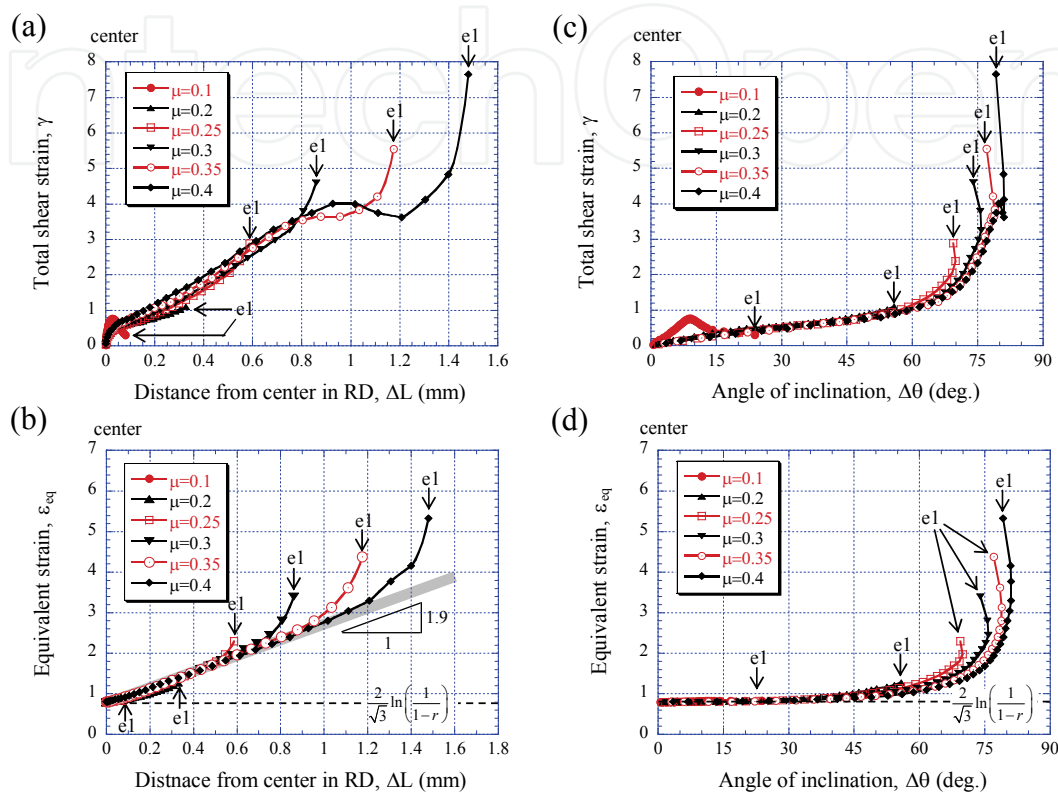 (a)
center
8
7
6
5
4
3
2
1
0
Total shear strain, γ
μ=0.1
μ=0.2
μ=0.25
μ=0.3
μ=0.35
μ=0.4
e1
e1
e1
e1
e1
0 0.2 0.4 0.6 0.8 1 1.2 1.4 1.6
Distance from center in RD, ΔL (mm)
(c)
center
8
7
6
5
4
3
2
1
0
Total shear strain, γ
μ=0.1
μ=0.2
μ=0.25
μ=0.3
μ=0.35
μ=0.4
e1
e1
e1
e1
e1
e1
0 15 30 45 60 75 90
Angle of inclination, Δθ (deg.)
(b)
center
7
6
5
4
3
2
1
0
Equivalent strain, εeq
μ=0.1
μ=0.2
μ=0.25
μ=0.3
μ=0.35
μ=0.4
e1
e1
e1
e1
e1
e1
1.9
1
2/√3 ln(1/(1−r))
0 0.2 0.4 0.6 0.8 1 1.2 1.4 1.6
Distnace from center in RD, ΔL (mm)
(d)
center
7
6
5
4
3
2
1
0
Equivalent strain, εeq
μ=0.1
μ=0.2
μ=0.25
μ=0.3
μ=0.35
μ=0.4
e1
e1
e1
e1
2/√3 ln(1/(1−r))
0 15 30 45 60 75 90
Angle of inclination, Δθ (deg.)